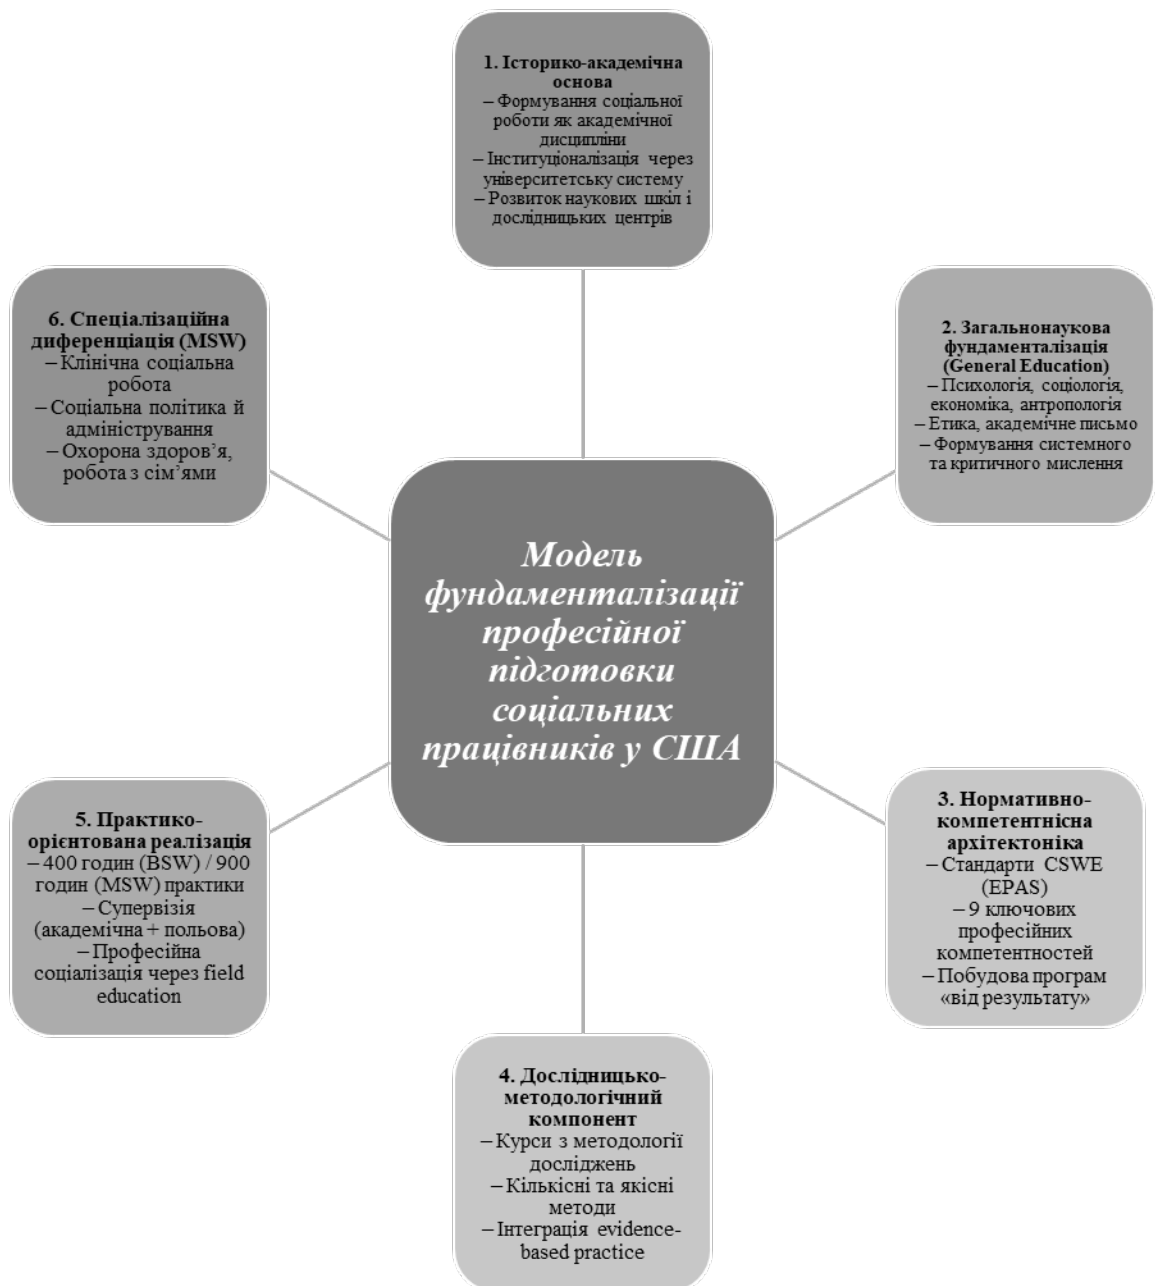 1. Історико-академічна
основа
– Формування соціальної
роботи як академічної
дисципліни
– Інституціоналізація через
університетську систему
– Розвиток наукових шкіл і
дослідницьких центрів
2. Загальнонаукова
фундаменталізація
(General Education)
– Психологія, соціологія,
економіка, антропологія
– Етика, академічне письмо
– Формування системного
та критичного мислення
3. Нормативно-
компетентнісна
архітектоніка
– Стандарти CSWE
(EPAS)
– 9 ключових
професійних
компетентностей
– Побудова програм
«від результату»
4. Дослідницько-
методологічний
компонент
– Курси з методології
досліджень
– Кількісні та якісні
методи
– Інтеграція evidence-
based practice
5. Практико-
орієнтована реалізація
– 400 годин (BSW) / 900
годин (MSW) практики
– Супервізія
(академічна + польова)
– Професійна
соціалізація через field
education
6. Спеціалізаційна
диференціація (MSW)
– Клінічна соціальна
робота
– Соціальна політика й
адміністрування
– Охорона здоров’я,
робота з сім’ями
Модель
фундаменталізації
професійної
підготовки
соціальних
працівників у США